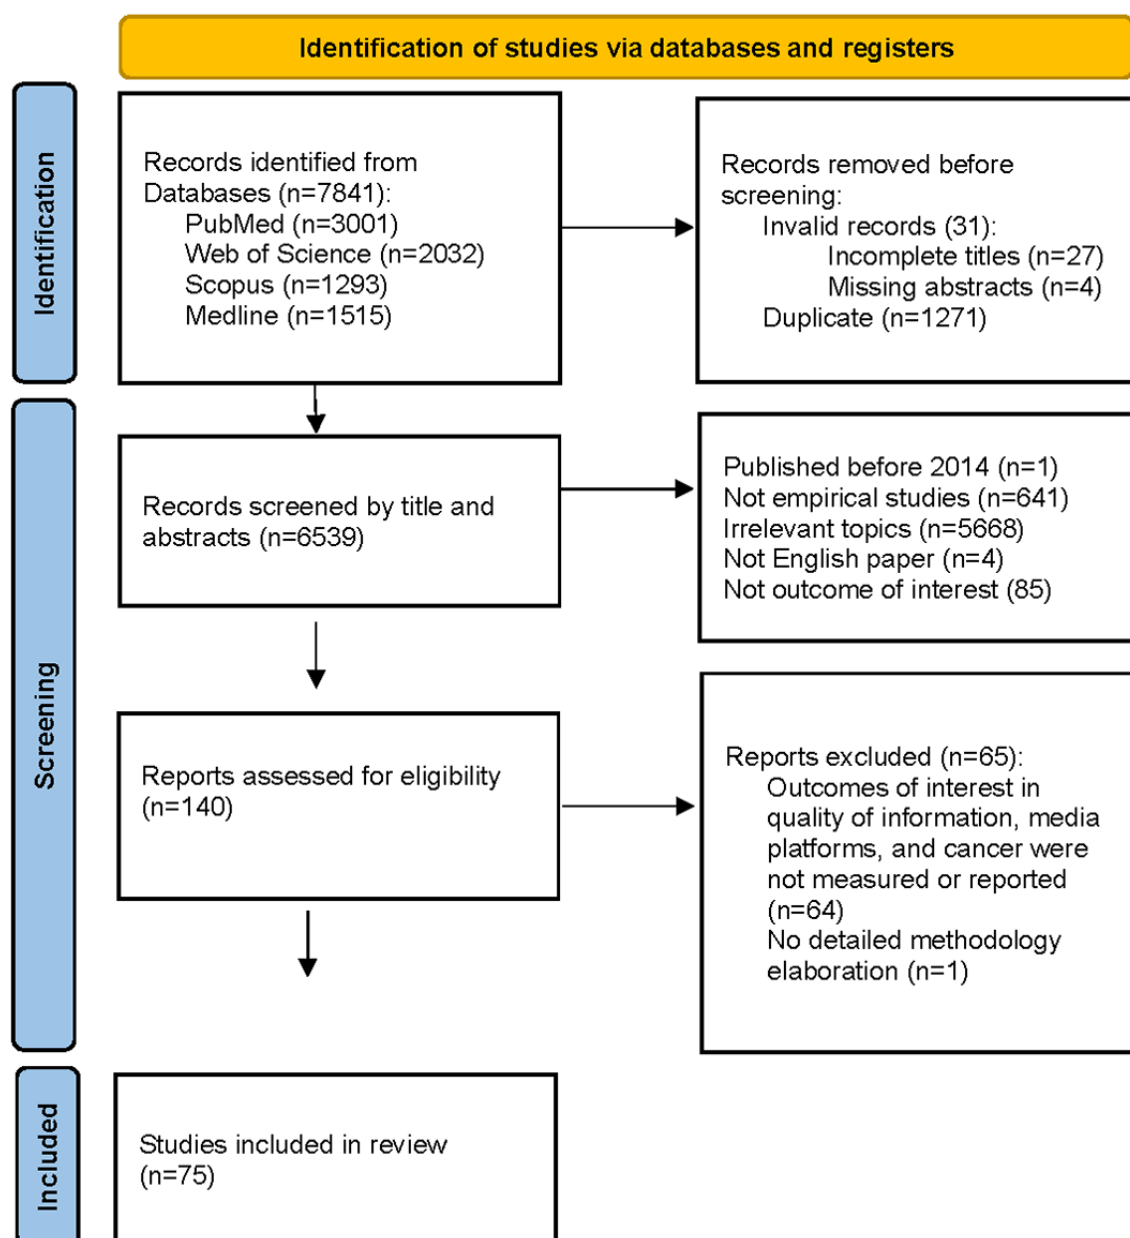 Identification of studies via databases and registers
Identification
Records identified from
Databases (n=7841):
PubMed (n=3001)
Web of Science (n=2032)
Scopus (n=1293)
Medline (n=1515)
Records removed before
screening:
Invalid records (31):
Incomplete titles (n=27)
Missing abstracts (n=4)
Duplicate (n=1271)
Screening
Records screened by title and
abstracts (n=6539)
Published before 2014 (n=1)
Not empirical studies (n=641)
Irrelevant topics (n=5668)
Not English paper (n=4)
Not outcome of interest (85)
Reports assessed for eligibility
(n=140)
Reports excluded (n=65):
Outcomes of interest in
quality of information, media
platforms, and cancer were
not measured or reported
(n=64)
No detailed methodology
elaboration (n=1)
Included
Studies included in review
(n=75)